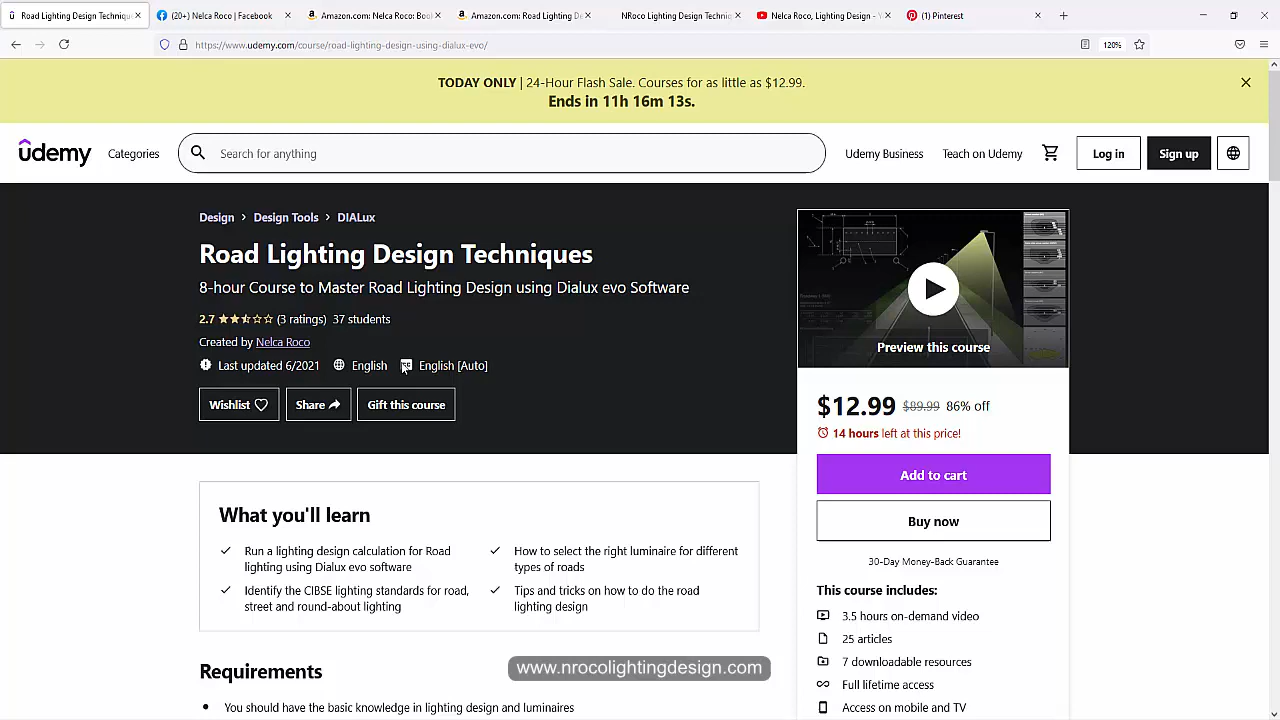 Road Lighting Design Technique
(20+) Nelca Roco | Facebook
Amazon.com: Nelca Roco: Bo
Amazon.com: Road Lighting D
NRoco Lighting Design Technic
Nelca Roco, Lighting Design -
(1) Pinterest
https://www.udemy.com/course/road-lighting-design-using-dialux-evo/
120%
TODAY ONLY | 24-Hour Flash Sale. Courses for as little as $12.99.
Ends in 11h 16m 13s.
udemy
Categories
Search for anything
Udemy Business
Teach on Udemy
Log in
Sign up
Design > Design Tools > DIALux
Road Lighting Design Techniques
8-hour Course to Master Road Lighting Design using Dialux evo Software
2.7 (3 ratings) 37 students
Created by Nelca Roco
Last updated 6/2021 English English [Auto]
Wishlist Share Gift this course
Preview this course
$12.99 $89.99 86% off
14 hours left at this price!
Add to cart
Buy now
30-Day Money-Back Guarantee
This course includes:
3.5 hours on-demand video
25 articles
7 downloadable resources
Full lifetime access
Access on mobile and TV
What you'll learn
Run a lighting design calculation for Road
lighting using Dialux evo software
Identify the CIBSE lighting standards for road,
street and round-about lighting
How to select the right luminaire for different
types of roads
Tips and tricks on how to do the road
lighting design
Requirements
You should have the basic knowledge in lighting design and luminaires
www.nrocolightingdesign.com